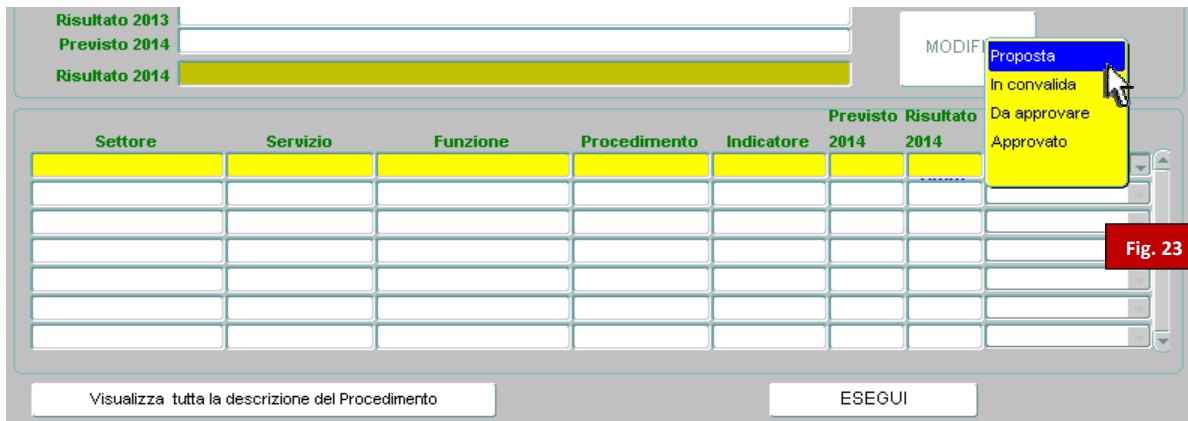 Risultato 2013
Previsto 2014
MODIFI
Risultato 2014
Proposta
In convalida
Da approvare
Approvato
Previsto Risultato
Settore Servizio Funzione Procedimento Indicatore 2014 2014
Fig. 23
Visualizza tutta la descrizione del Procedimento
ESEGUI